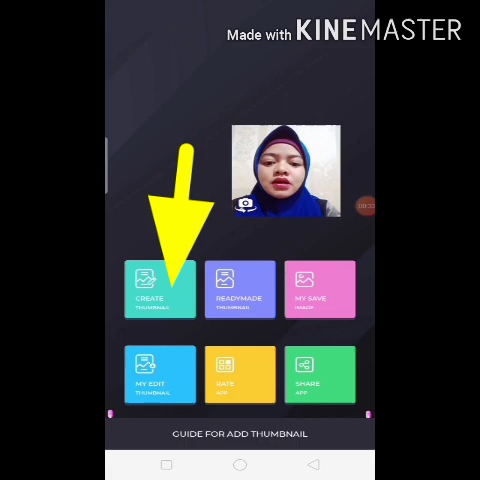 Made with KINEMASTER
CREATE
THUMBNAIL
READYMADE
THUMBNAIL
MY SAVE
IMAGE
MY EDIT
THUMBNAIL
RATE
APP
SHARE
APP
GUIDE FOR ADD THUMBNAIL